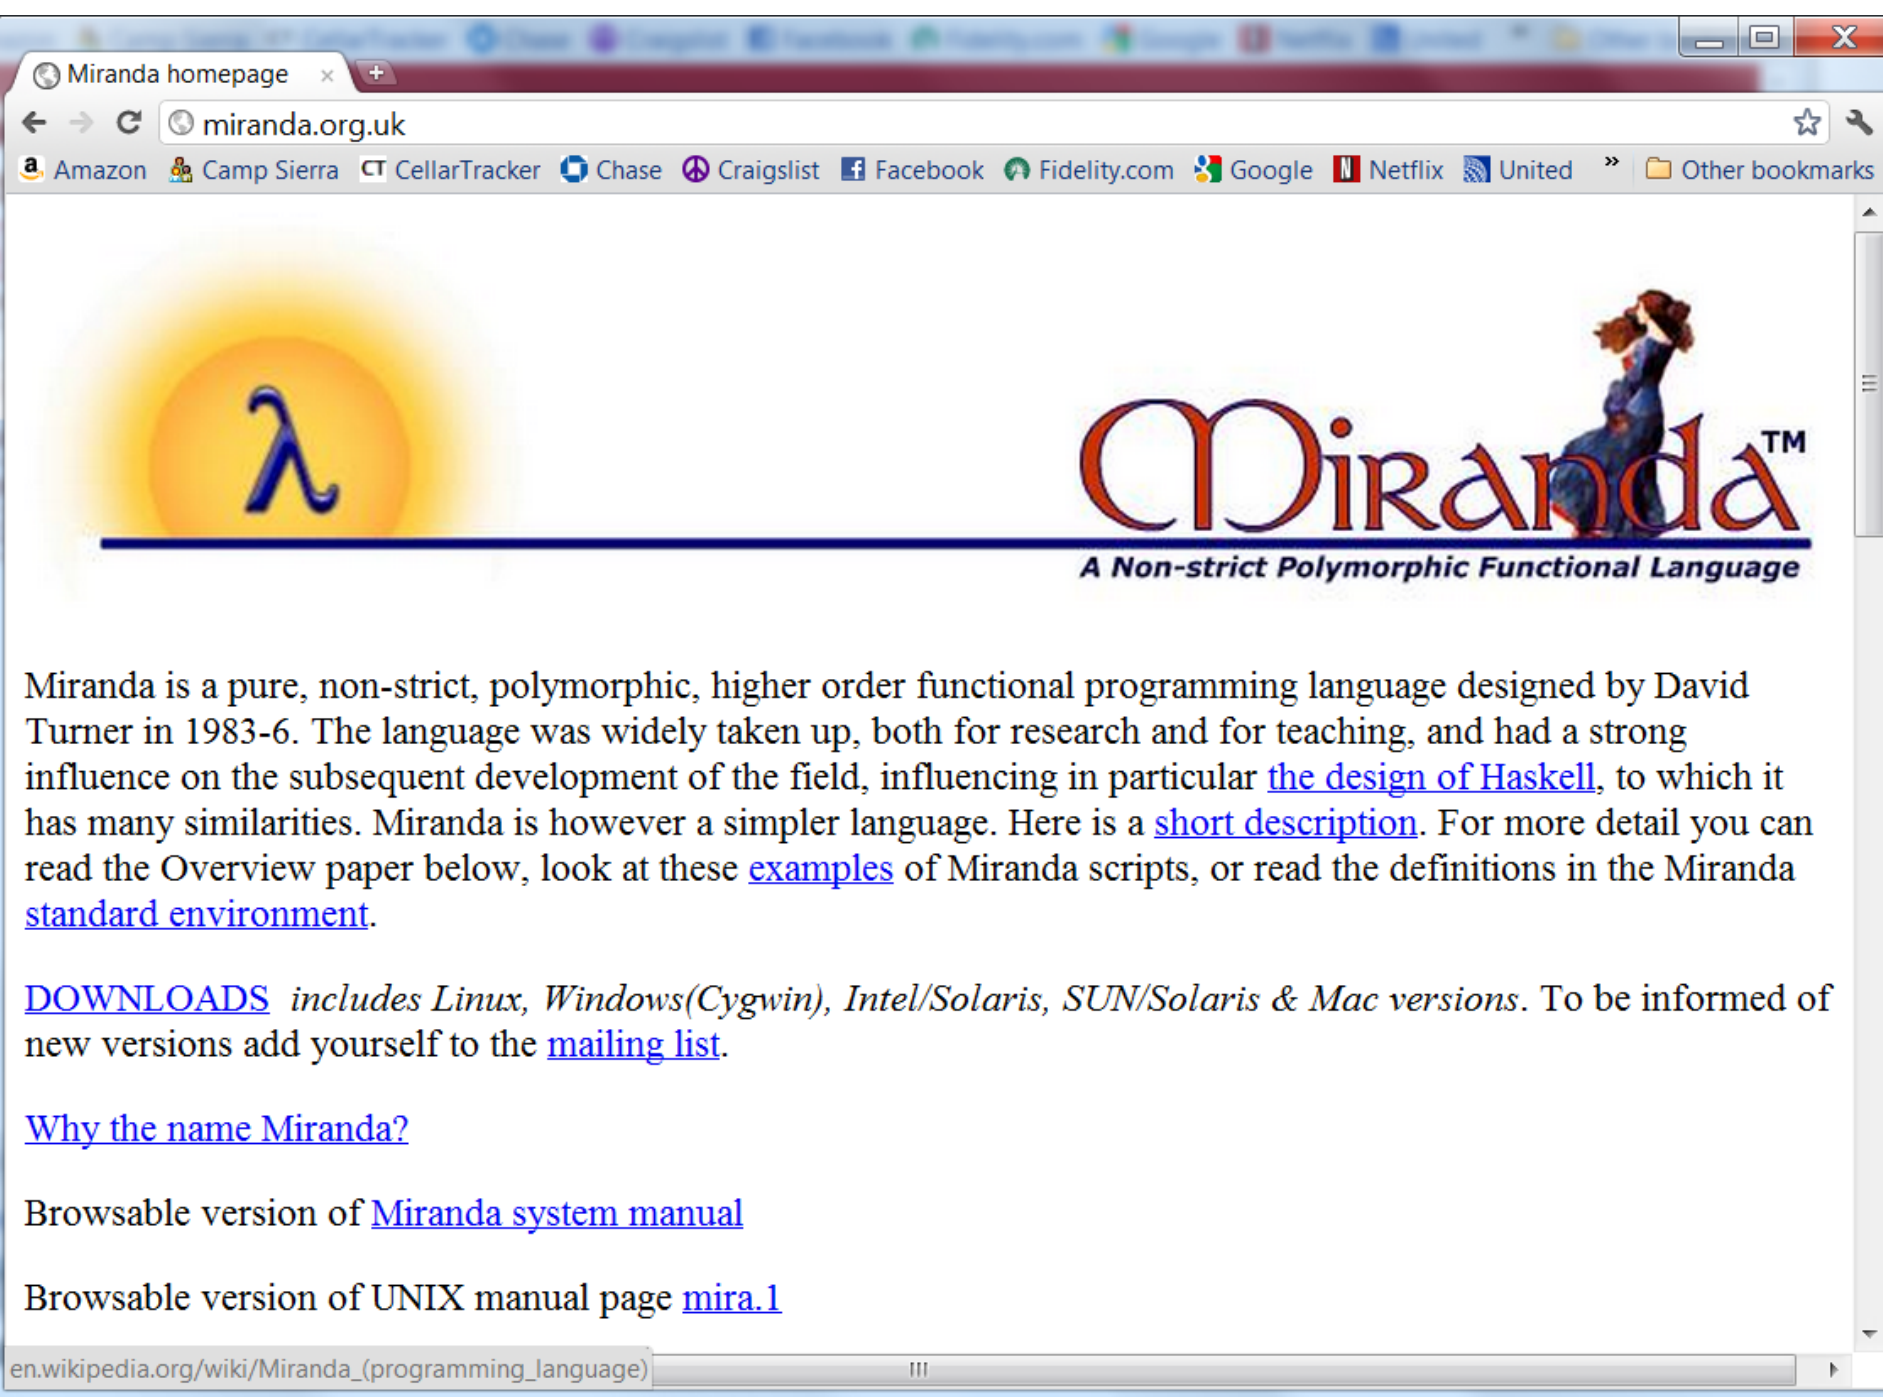 Miranda homepage
miranda.org.uk
Amazon Camp Sierra CT CellarTracker Chase Craigslist Facebook Fidelity.com Google Netflix United » Other bookmarks
λ
Miranda™
A Non-strict Polymorphic Functional Language
Miranda is a pure, non-strict, polymorphic, higher order functional programming language designed by David
Turner in 1983-6. The language was widely taken up, both for research and for teaching, and had a strong
influence on the subsequent development of the field, influencing in particular the design of Haskell, to which it
has many similarities. Miranda is however a simpler language. Here is a short description. For more detail you can
read the Overview paper below, look at these examples of Miranda scripts, or read the definitions in the Miranda
standard environment.
DOWNLOADS includes Linux, Windows(Cygwin), Intel/Solaris, SUN/Solaris & Mac versions. To be informed of
new versions add yourself to the mailing list.
Why the name Miranda?
Browsable version of Miranda system manual
Browsable version of UNIX manual page mira.1
en.wikipedia.org/wiki/Miranda_(programming_language)